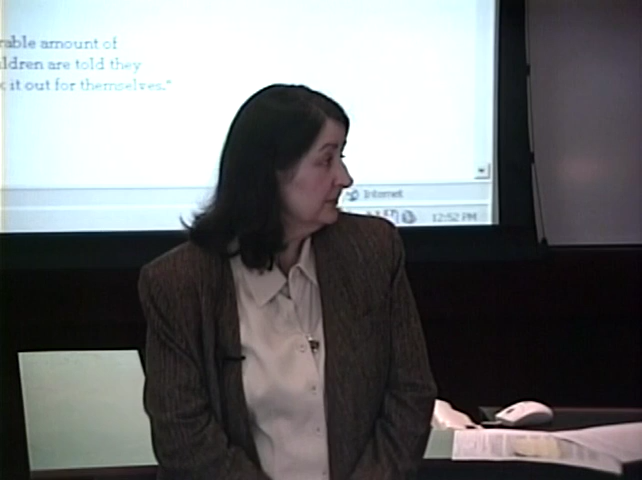 rable amount of
ldren are told they
k it out for themselves."
Internet
12:52 PM